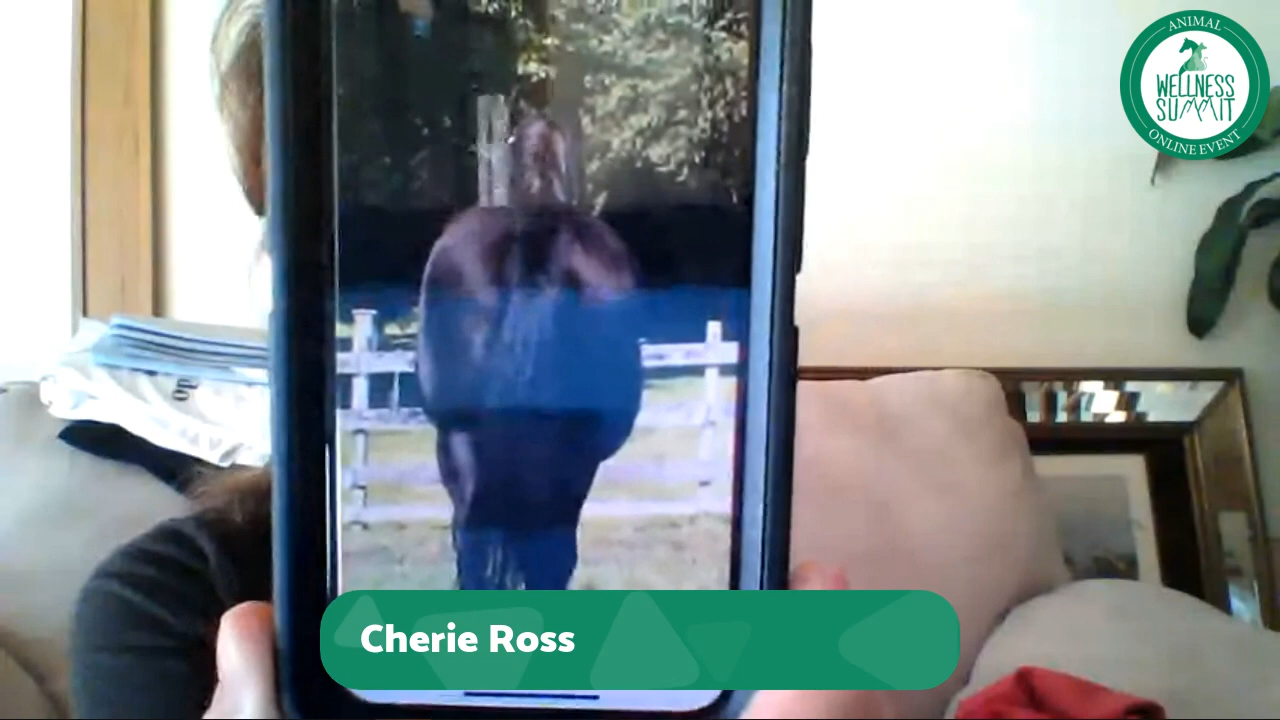 ANIMAL
WELLNESS
SUMMIT
ONLINE EVENT
Cherie Ross